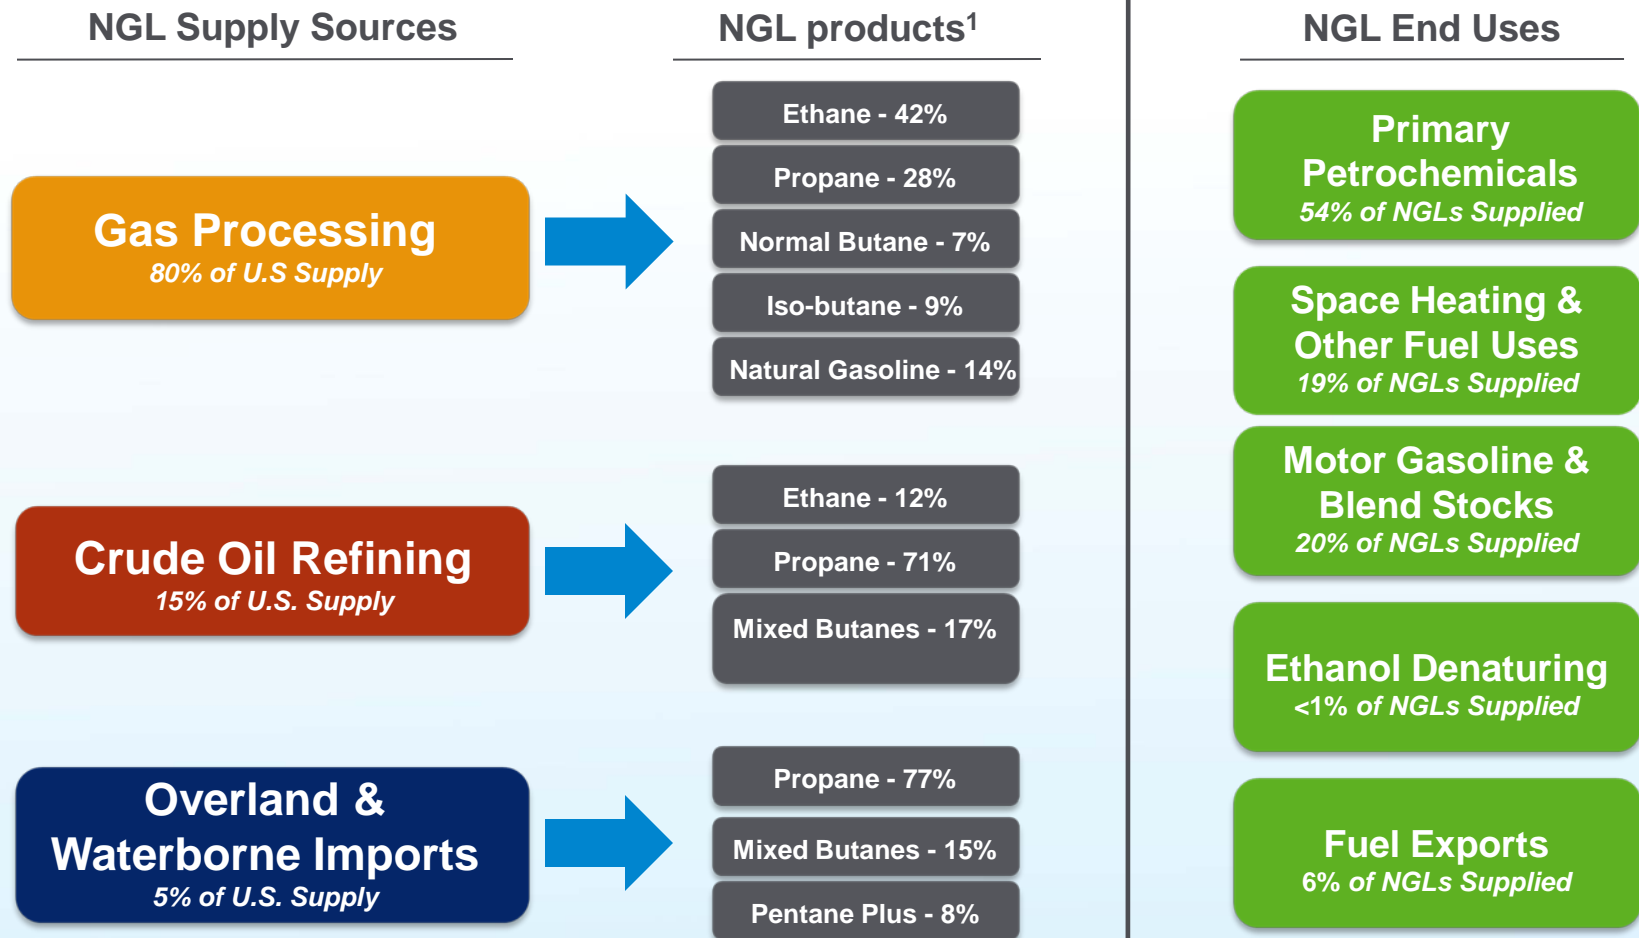 NGL Supply Sources
NGL products¹
NGL End Uses
Gas Processing
80% of U.S Supply
Ethane - 42%
Propane - 28%
Normal Butane - 7%
Iso-butane - 9%
Natural Gasoline - 14%
Crude Oil Refining
15% of U.S. Supply
Ethane - 12%
Propane - 71%
Mixed Butanes - 17%
Overland &
Waterborne Imports
5% of U.S. Supply
Propane - 77%
Mixed Butanes - 15%
Pentane Plus - 8%
Primary
Petrochemicals
54% of NGLs Supplied
Space Heating &
Other Fuel Uses
19% of NGLs Supplied
Motor Gasoline &
Blend Stocks
20% of NGLs Supplied
Ethanol Denaturing
<1% of NGLs Supplied
Fuel Exports
6% of NGLs Supplied